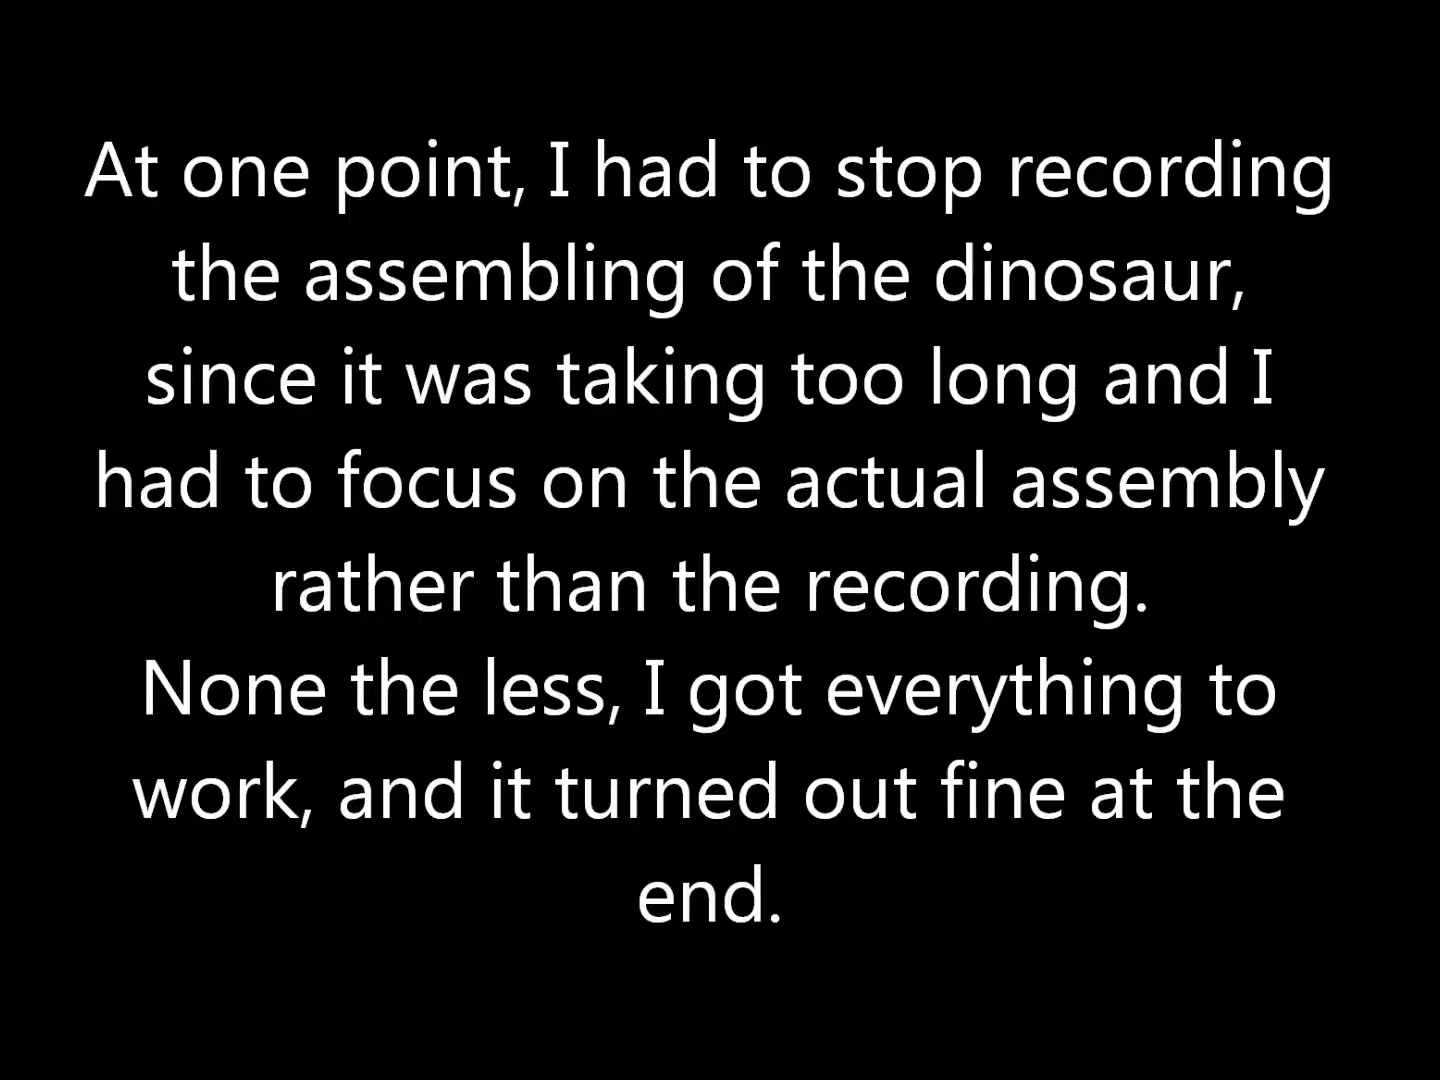 At one point, I had to stop recording
the assembling of the dinosaur,
since it was taking too long and I
had to focus on the actual assembly
rather than the recording.
None the less, I got everything to
work, and it turned out fine at the
end.